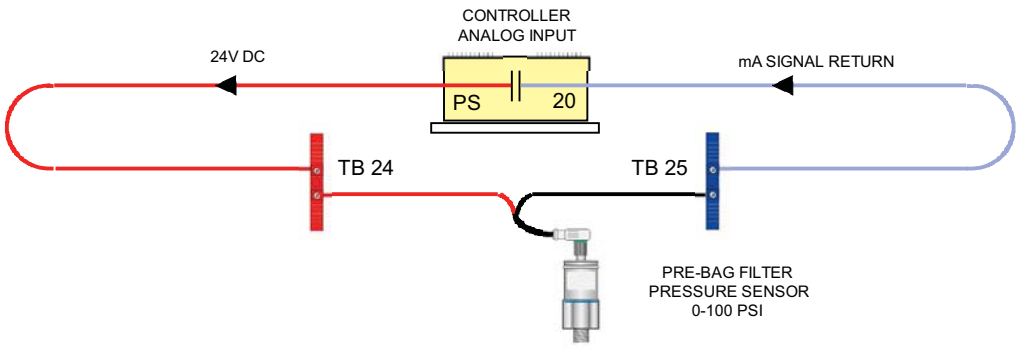 CONTROLLER
ANALOG INPUT
24V DC
mA SIGNAL RETURN
PS
20
TB 24
TB 25
PRE-BAG FILTER
PRESSURE SENSOR
0-100 PSI